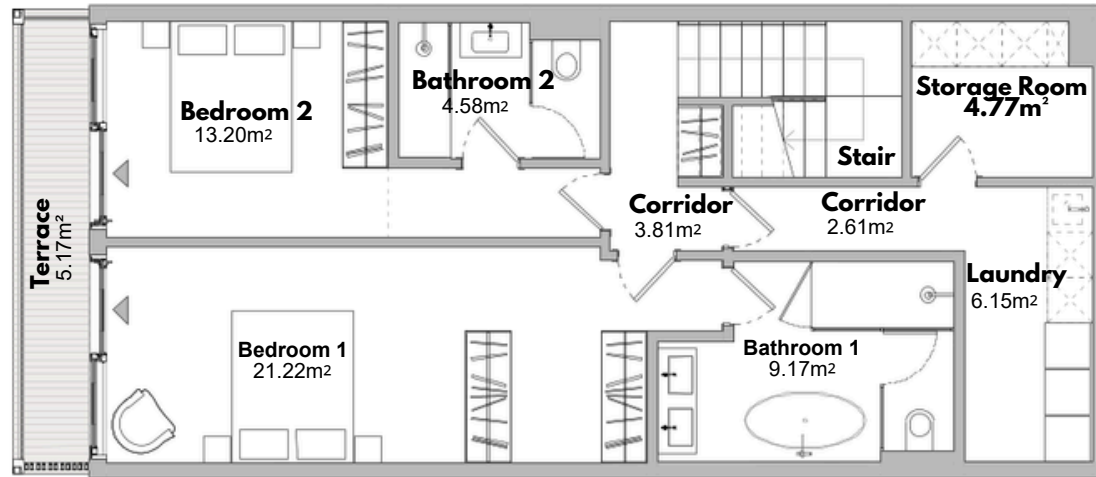 Terrace
5.17m²
Bedroom 2
13.20m²
Bathroom 2
4.58m²
Storage Room
4.77m²
Stair
Corridor
3.81m²
Corridor
2.61m²
Laundry
6.15m²
Bedroom 1
21.22m²
Bathroom 1
9.17m²